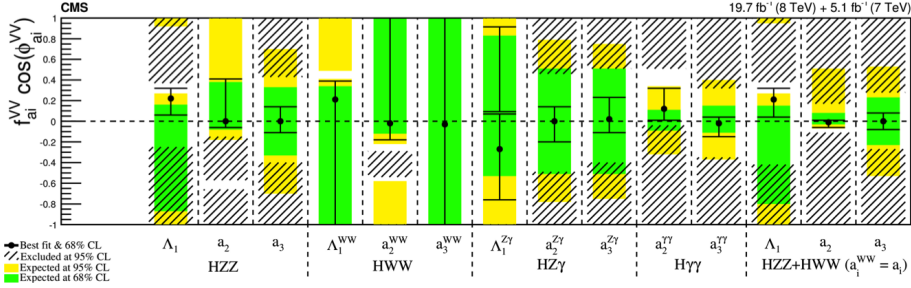 CMS 19.7 fb⁻¹ (8 TeV) + 5.1 fb⁻¹ (7 TeV)
f_ai^VV cos(ϕ_ai^VV)
1
0.8
0.6
0.4
0.2
0
-0.2
-0.4
-0.6
-0.8
-1
Λ₁ a₂ a₃ Λ₁^WW a₂^WW a₃^WW Λ₁^Zγ a₂^Zγ a₃^Zγ a₂^γγ a₃^γγ Λ₁ a₂ a₃
HZZ HWW HZγ Hγγ HZZ+HWW (a_i^WW = a_i)
Best fit & 68% CL
Excluded at 95% CL
Expected at 95% CL
Expected at 68% CL